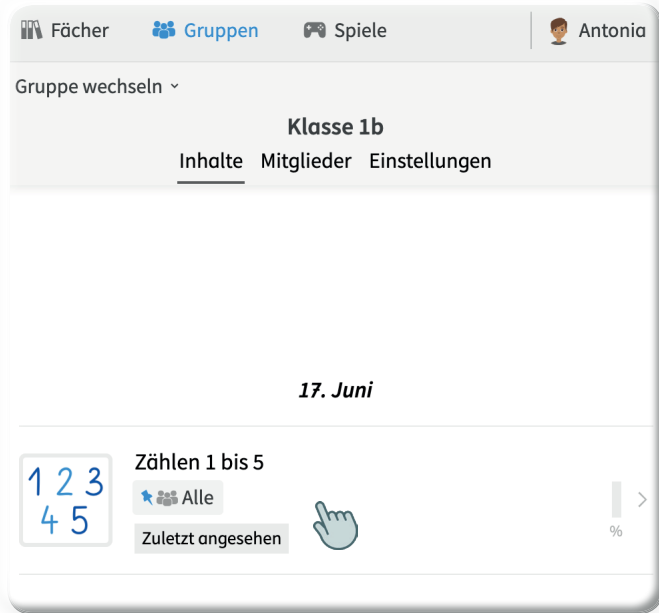 Fächer Gruppen Spiele Antonia
Gruppe wechseln
Klasse 1b
Inhalte Mitglieder Einstellungen
17. Juni
1 2 3
4 5
Zählen 1 bis 5
Alle
Zuletzt angesehen
%